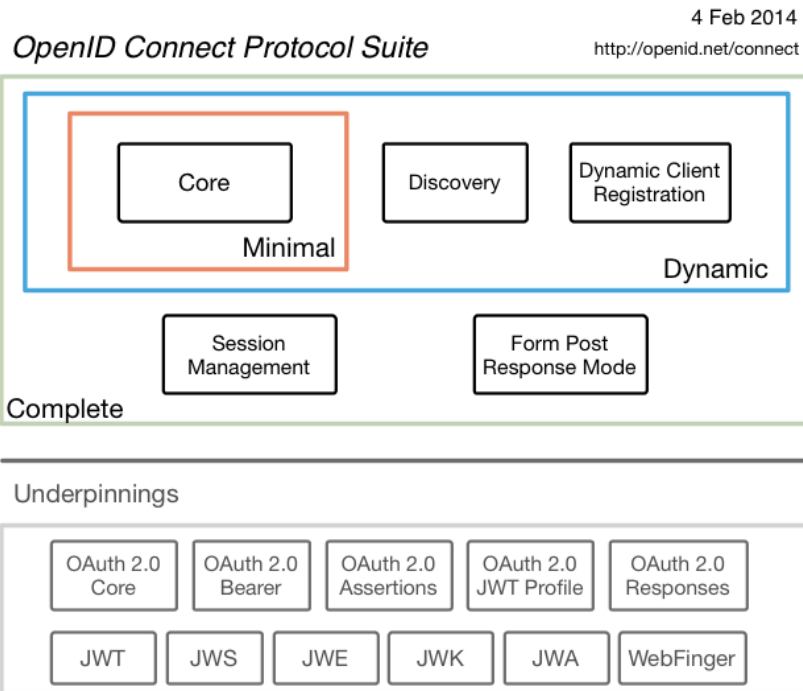 4 Feb 2014
OpenID Connect Protocol Suite
http://openid.net/connect
Core
Discovery
Dynamic Client
Registration
Minimal
Dynamic
Session
Management
Form Post
Response Mode
Complete
Underpinnings
OAuth 2.0
Core
OAuth 2.0
Bearer
OAuth 2.0
Assertions
OAuth 2.0
JWT Profile
OAuth 2.0
Responses
JWT
JWS
JWE
JWK
JWA
WebFinger